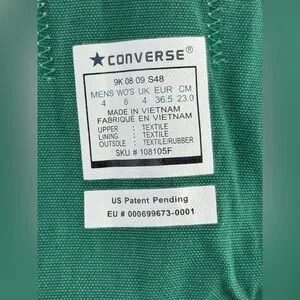 CONVERSE®
9K 08 09 S48
MENS WO'S UK EUR CM
4 6 4 36.5 23.0
MADE IN VIETNAM
FABRIQUÉ EN VIETNAM
UPPER : TEXTILE
LINING : TEXTILE
OUTSOLE : TEXTILE/RUBBER
SKU # 108105F
US Patent Pending
EU # 000699673-0001